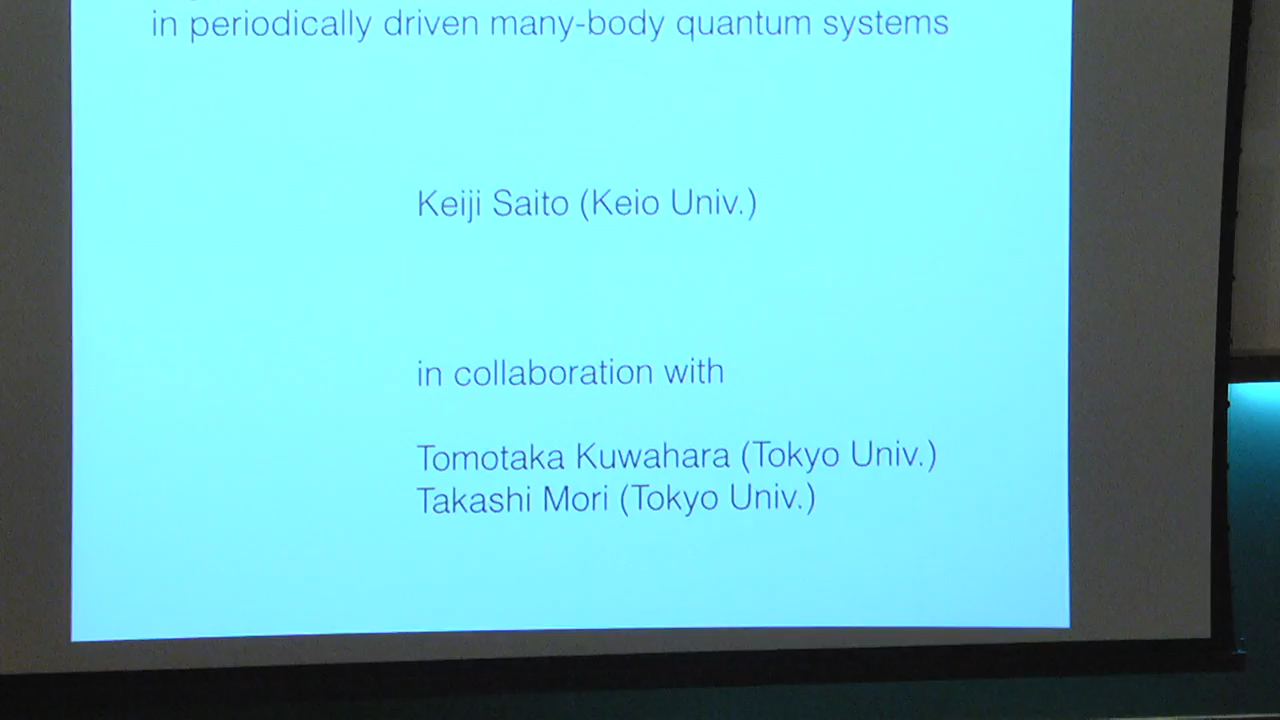 in periodically driven many-body quantum systems
Keiji Saito (Keio Univ.)
in collaboration with
Tomotaka Kuwahara (Tokyo Univ.)
Takashi Mori (Tokyo Univ.)